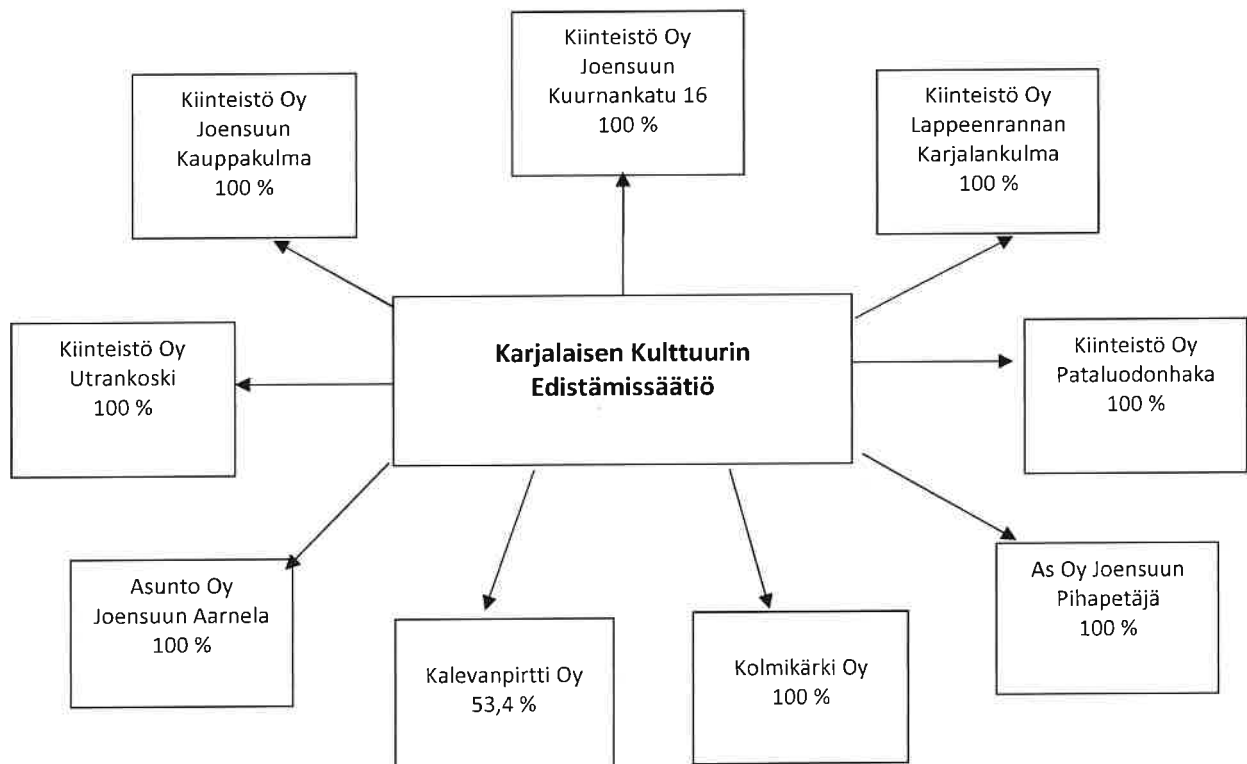 Kiinteistö Oy
Joensuun
Kuurnankatu 16
100 %
Kiinteistö Oy
Joensuun
Kauppakulma
100 %
Kiinteistö Oy
Lappeenrannan
Karjalankulma
100 %
Kiinteistö Oy
Utrankoski
100 %
Karjalaisen Kulttuurin
Edistämissäätiö
Kiinteistö Oy
Pataluodonhaka
100 %
Asunto Oy
Joensuun Aarnela
100 %
Kalevanpirtti Oy
53,4 %
Kolmikärki Oy
100 %
As Oy Joensuun
Pihapetäjä
100 %